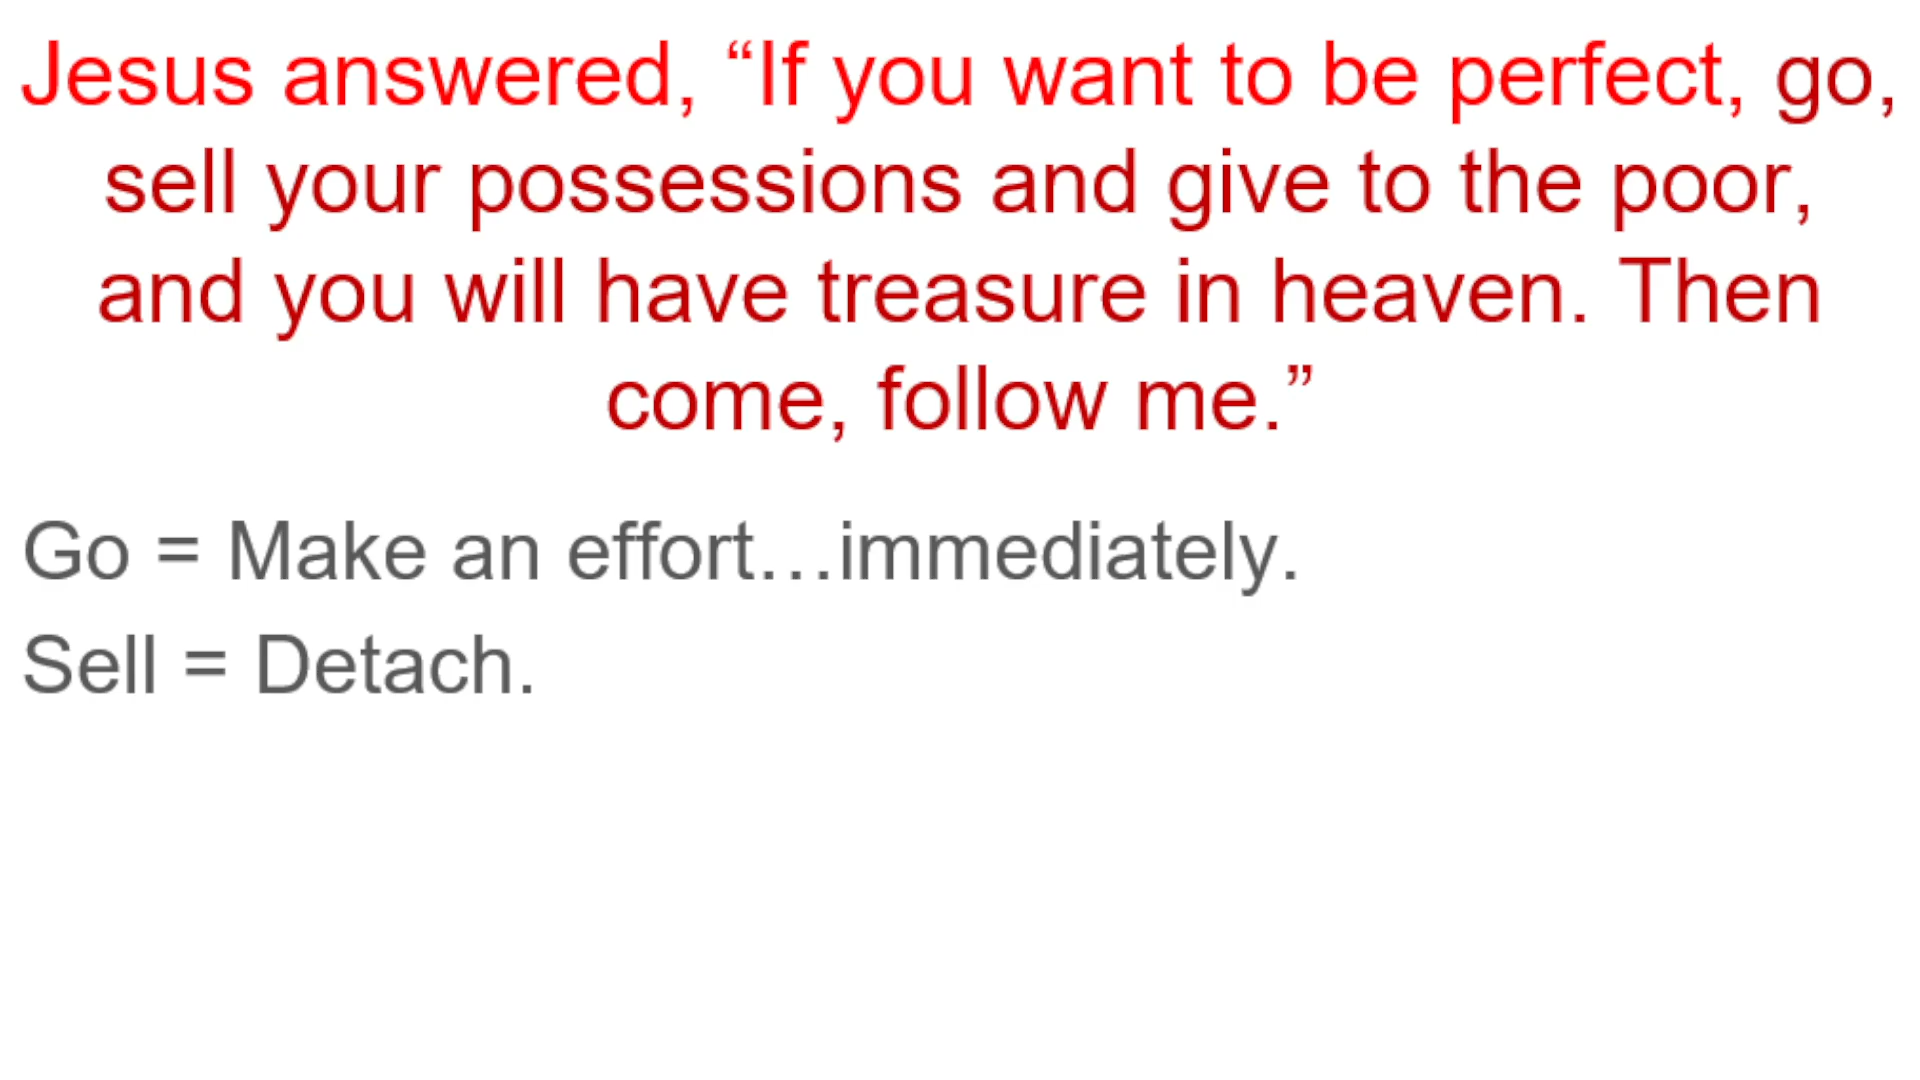 Jesus answered, “If you want to be perfect, go,
sell your possessions and give to the poor,
and you will have treasure in heaven. Then
come, follow me.”
Go = Make an effort…immediately.
Sell = Detach.